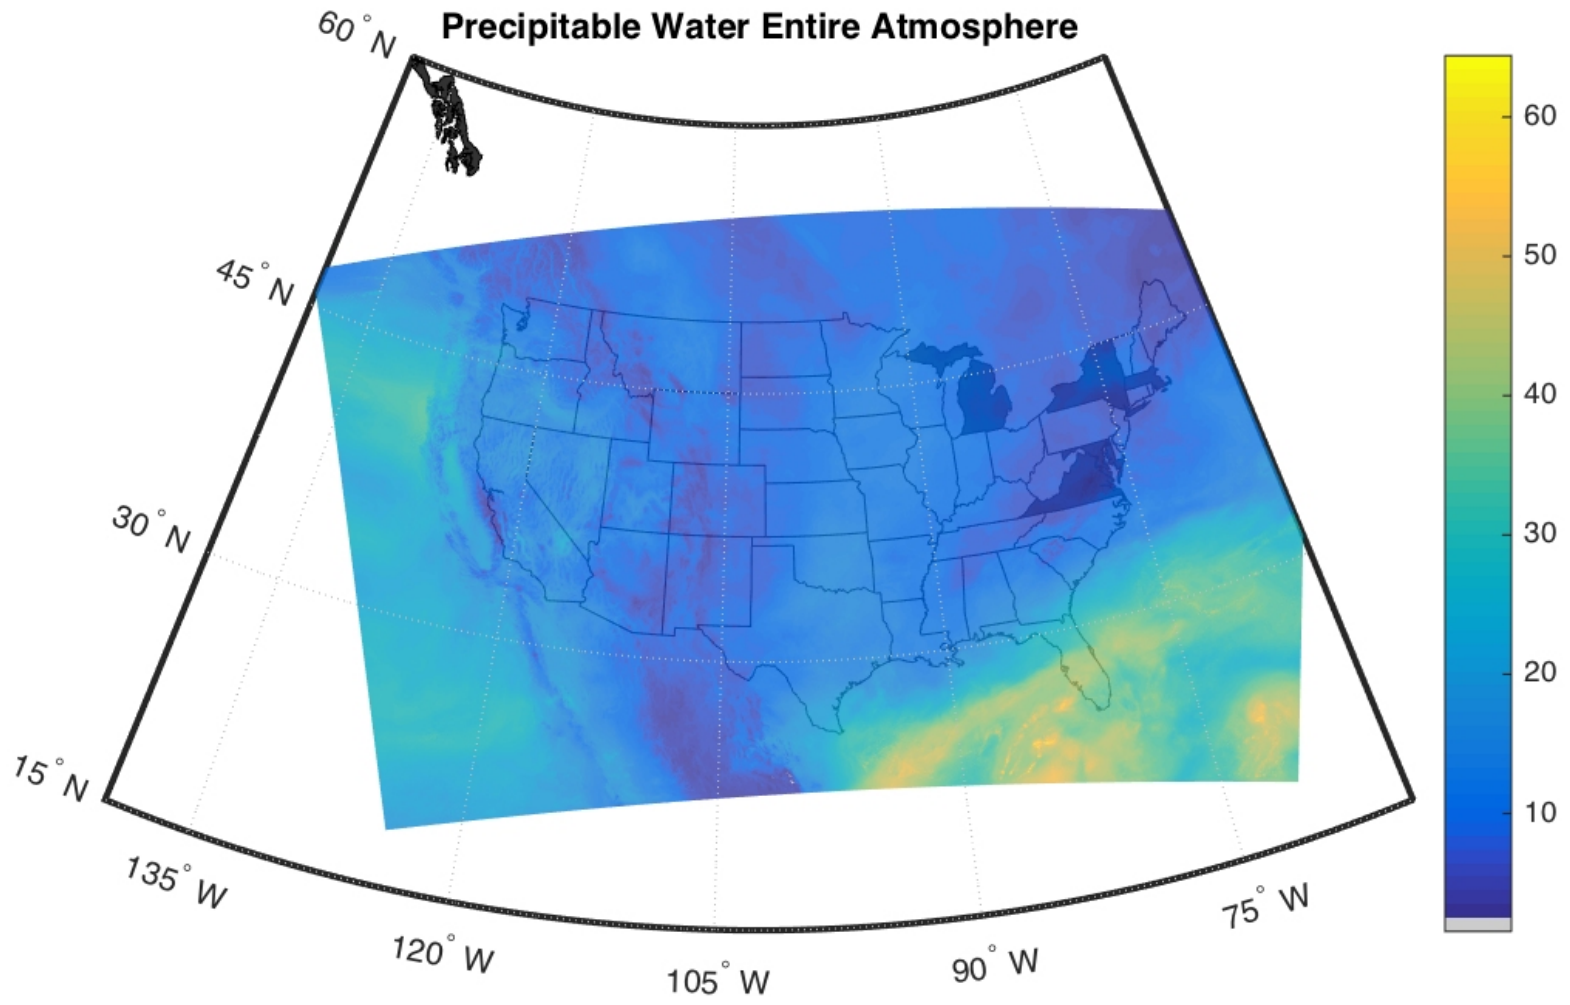 Precipitable Water Entire Atmosphere
60° N
45° N
30° N
15° N
135° W
120° W
105° W
90° W
75° W
60
50
40
30
20
10